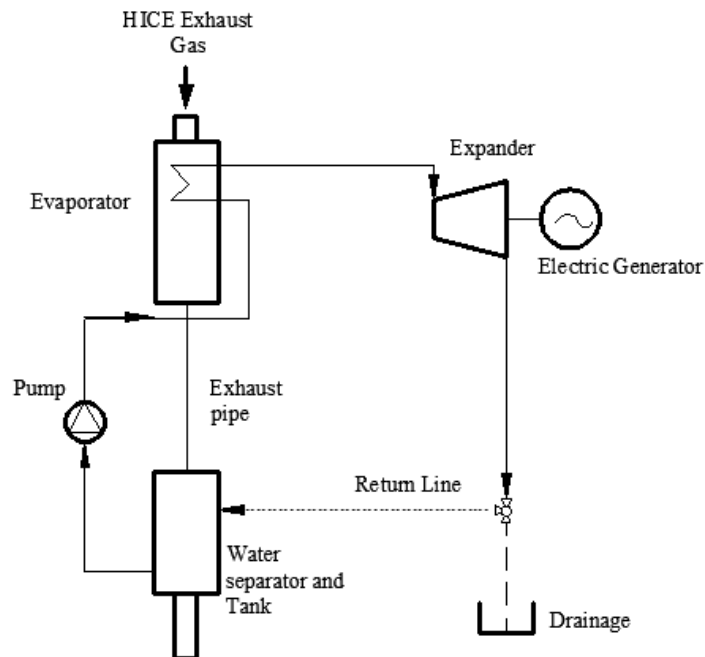 HICE Exhaust
Gas
Expander
Evaporator
Electric Generator
Pump
Exhaust
pipe
Return Line
Water
separator and
Tank
Drainage